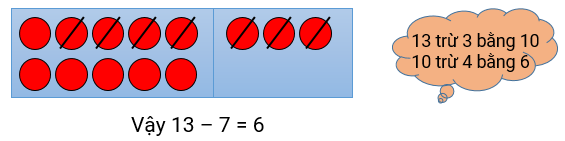 13 trừ 3 bằng 10
10 trừ 4 bằng 6
Vậy 13 – 7 = 6